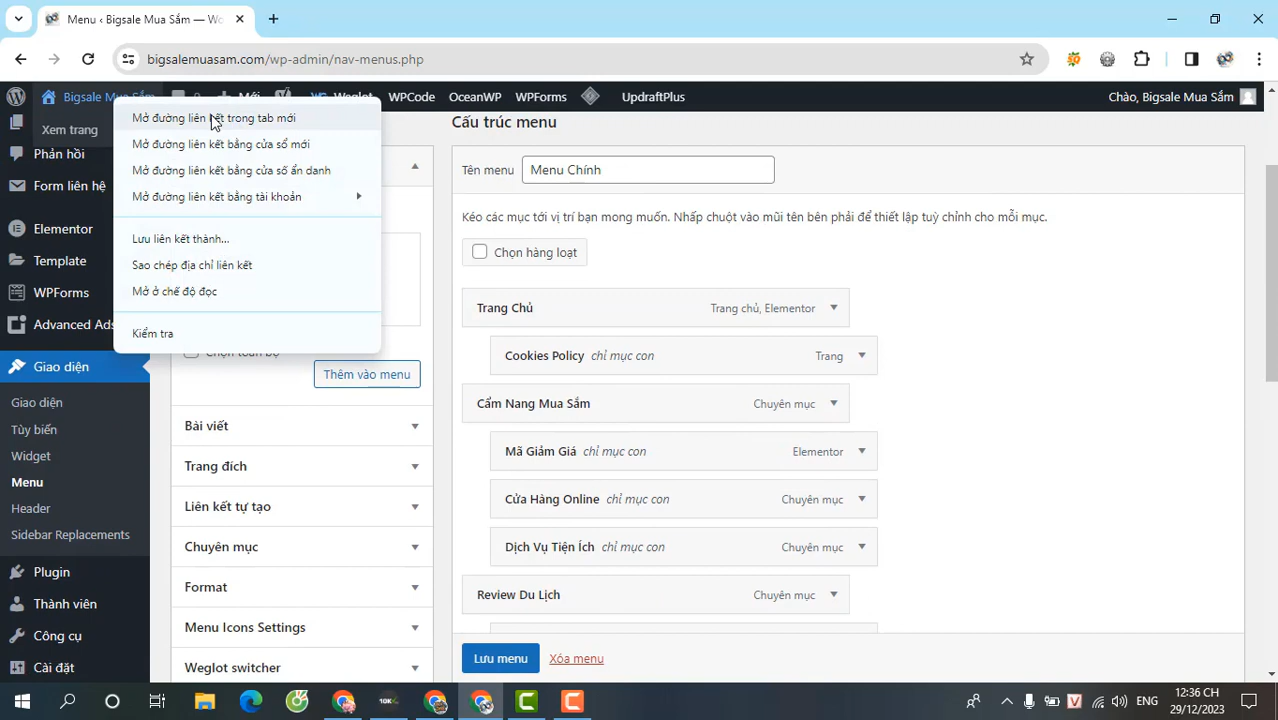 Menu ‹ Bigsale Mua Sắm — Wo
bigsalemuasam.com/wp-admin/nav-menus.php
Bigsale Mua Sắm
0
Mới
Weglot
WPCode
OceanWP
WPForms
UpdraftPlus
Chào, Bigsale Mua Sắm
Xem trang
Phản hồi
Form liên hệ
Elementor
Template
WPForms
Advanced Ads
Giao diện
Giao diện
Tùy biến
Widget
Menu
Header
Sidebar Replacements
Plugin
Thành viên
Công cụ
Cài đặt
Mở đường liên kết trong tab mới
Mở đường liên kết bằng cửa sổ mới
Mở đường liên kết bằng cửa sổ ẩn danh
Mở đường liên kết bằng tài khoản
Lưu liên kết thành...
Sao chép địa chỉ liên kết
Mở ở chế độ đọc
Kiểm tra
Chọn toàn bộ
Thêm vào menu
Bài viết
Trang đích
Liên kết tự tạo
Chuyên mục
Format
Menu Icons Settings
Weglot switcher
Cấu trúc menu
Tên menu
Menu Chính
Kéo các mục tới vị trí bạn mong muốn. Nhấp chuột vào mũi tên bên phải để thiết lập tuỳ chỉnh cho mỗi mục.
Chọn hàng loạt
Trang Chủ
Trang chủ, Elementor
Cookies Policy chỉ mục con
Trang
Cẩm Nang Mua Sắm
Chuyên mục
Mã Giảm Giá chỉ mục con
Elementor
Cửa Hàng Online chỉ mục con
Chuyên mục
Dịch Vụ Tiện Ích chỉ mục con
Chuyên mục
Review Du Lịch
Chuyên mục
Lưu menu
Xóa menu
10K
ENG
12:36 CH
29/12/2023